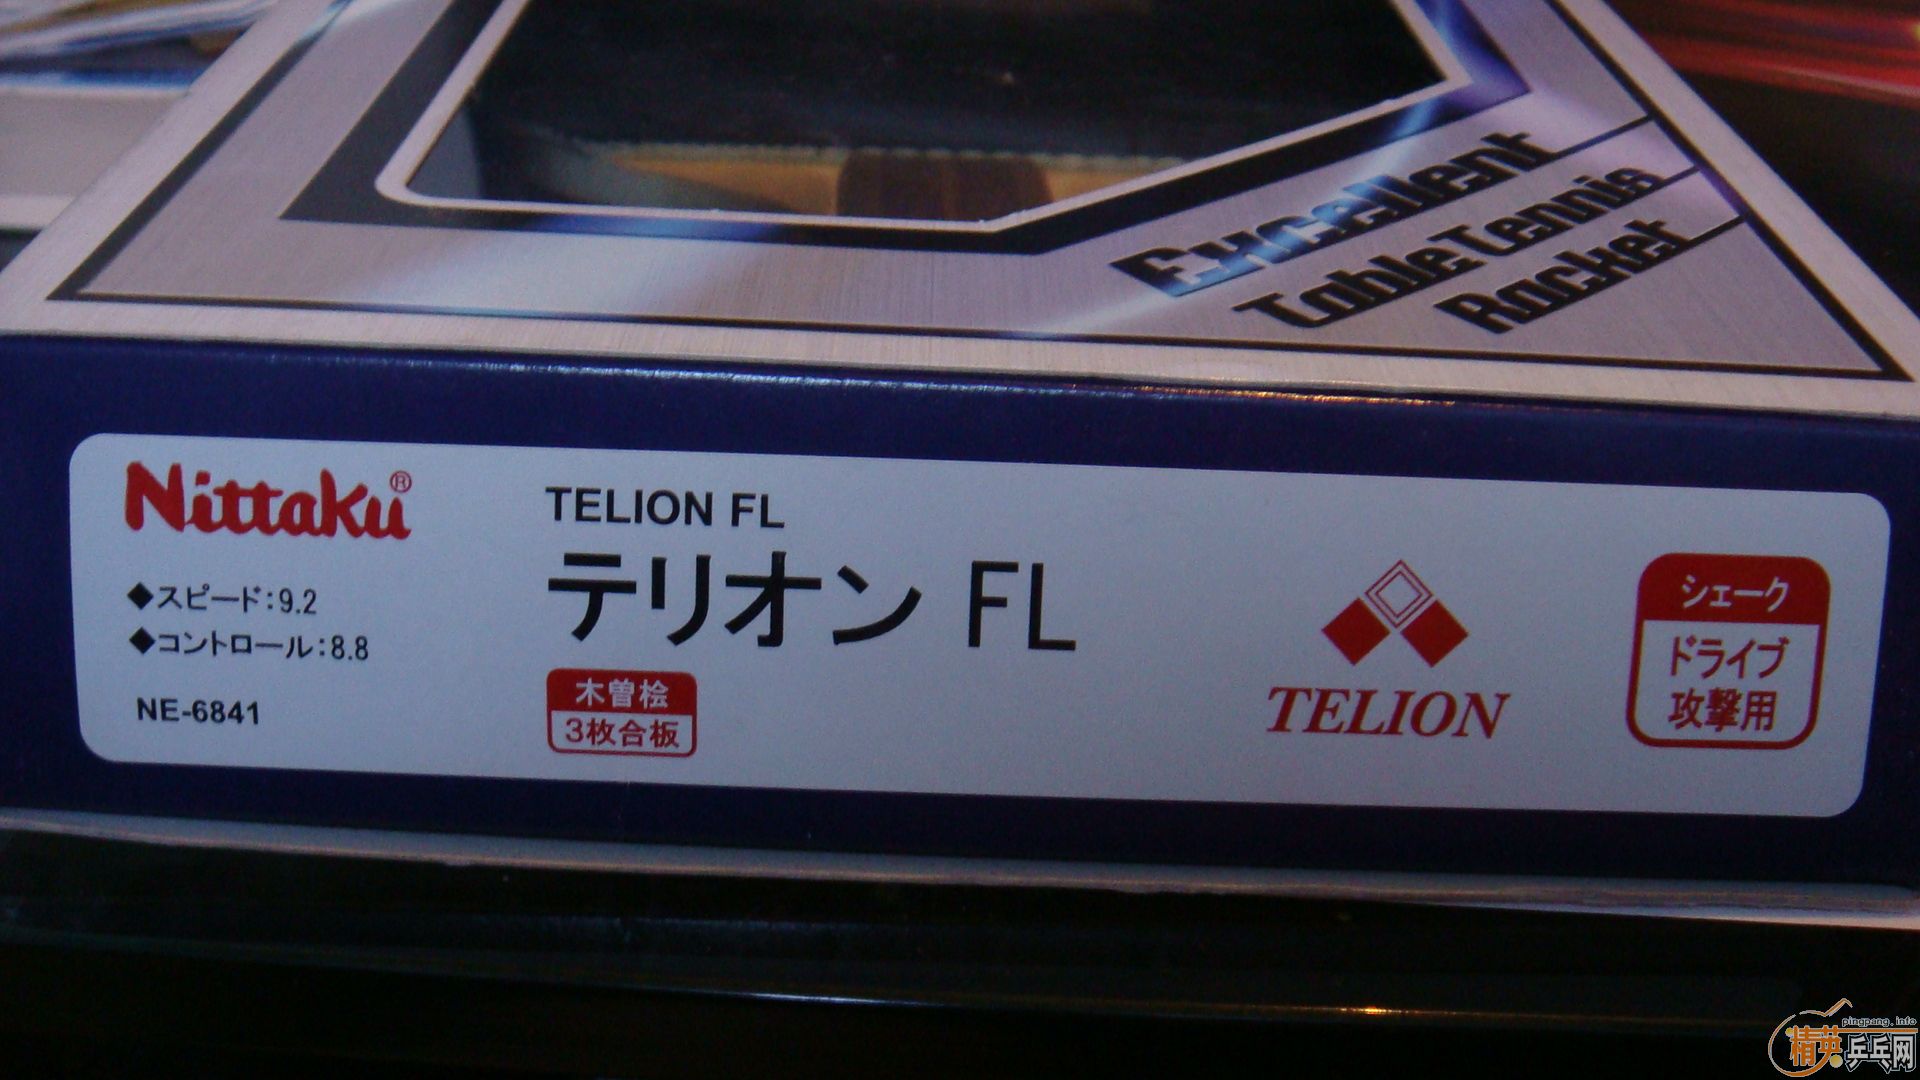 Excellent
Table Tennis
Racket
Nittaku®
◆スピード:9.2
◆コントロール:8.8
NE-6841
TELION FL
テリオン FL
木曽桧
3枚合板
TELION
シェーク
ドライブ
攻撃用
pingpang.info
精英乒乓网